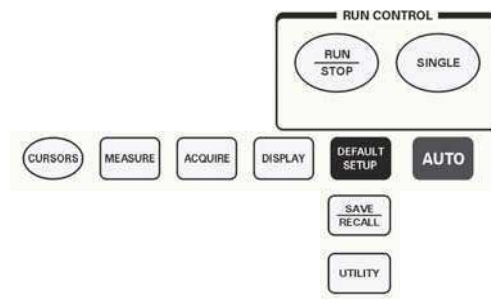 RUN CONTROL
RUN
STOP
SINGLE
CURSORS
MEASURE
ACQUIRE
DISPLAY
DEFAULT
SETUP
AUTO
SAVE
RECALL
UTILITY